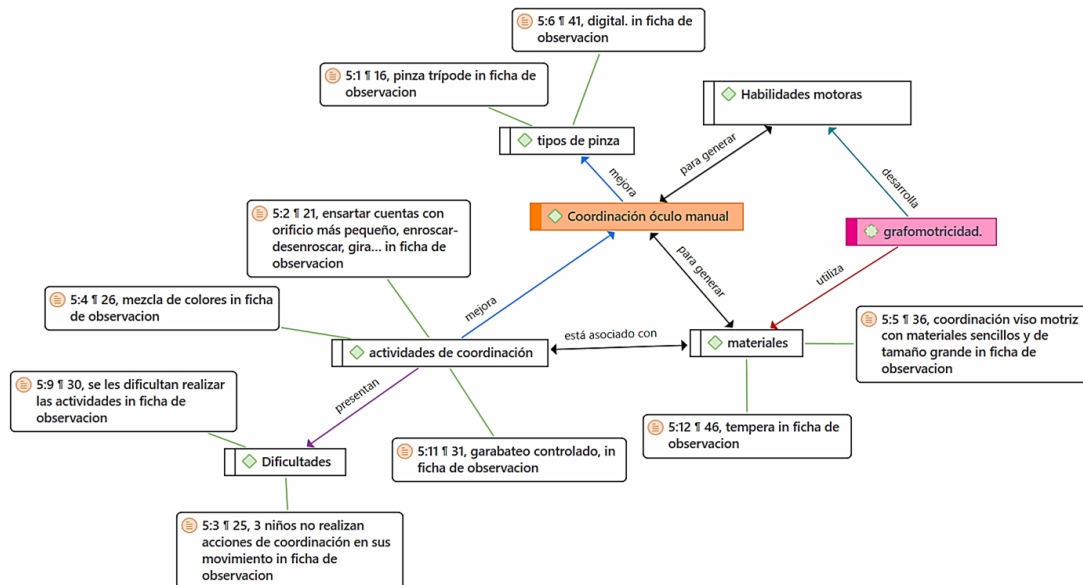 5:6 ¶ 41, digital. in ficha de
observacion
5:1 ¶ 16, pinza trípode in ficha de
observacion
Habilidades motoras
tipos de pinza
para generar
mejora
desarrolla
5:2 ¶ 21, ensartar cuentas con
orificio más pequeño, enroscar-
desenroscar, gira... in ficha de
observacion
Coordinación óculo manual
grafomotricidad.
para generar
utiliza
5:4 ¶ 26, mezcla de colores in ficha
de observacion
mejora
5:5 ¶ 36, coordinación viso motriz
con materiales sencillos y de
tamaño grande in ficha de
observacion
actividades de coordinación
está asociado con
materiales
5:9 ¶ 30, se les dificultan realizar
las actividades in ficha de
observacion
presentan
5:12 ¶ 46, tempera in ficha de
observacion
5:11 ¶ 31, garabateo controlado, in
ficha de observacion
Dificultades
5:3 ¶ 25, 3 niños no realizan
acciones de coordinación en sus
movimiento in ficha de
observacion